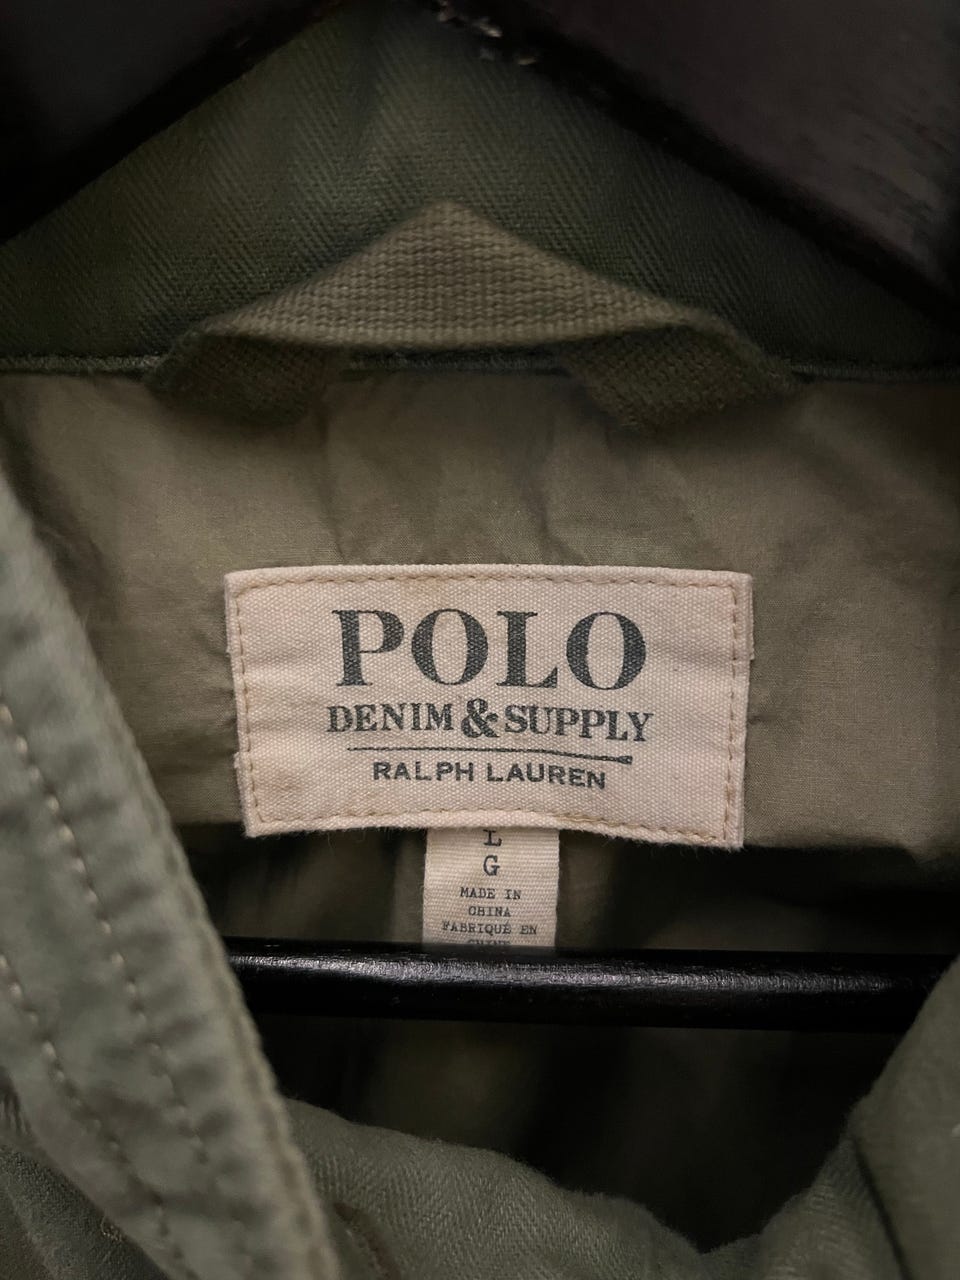 POLO
DENIM & SUPPLY
RALPH LAUREN
L
G
MADE IN
CHINA
FABRIQUÉ EN